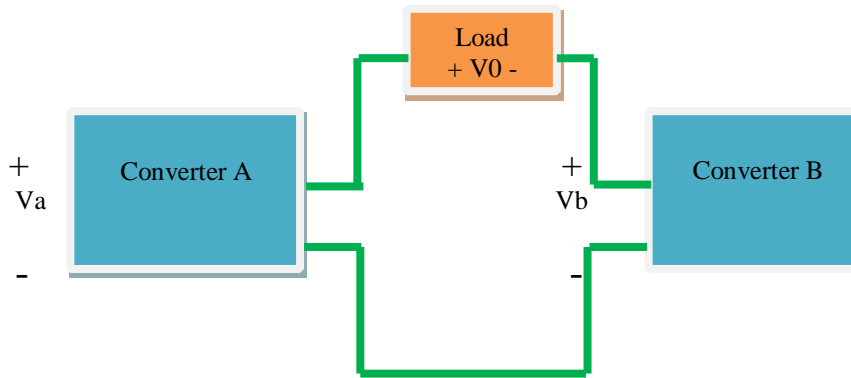 Load
+ V0 -
Converter A
Converter B
+
Va
-
+
Vb
-